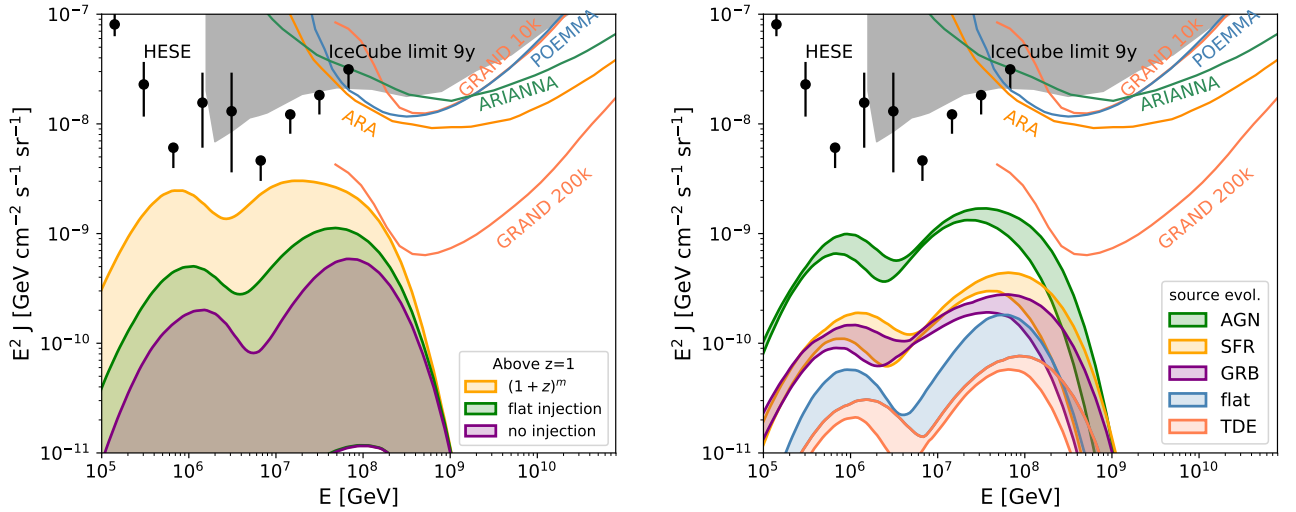 10⁻⁷
10⁻⁸
10⁻⁹
10⁻¹⁰
10⁻¹¹
E² J [GeV cm⁻² s⁻¹ sr⁻¹]
HESE
IceCube limit 9y
GRAND 10k
POEMMA
ARIANNA
ARA
GRAND 200k
Above z=1
(1 + z)ᵐ
flat injection
no injection
10⁵ 10⁶ 10⁷ 10⁸ 10⁹ 10¹⁰
E [GeV]
10⁻⁷
10⁻⁸
10⁻⁹
10⁻¹⁰
10⁻¹¹
E² J [GeV cm⁻² s⁻¹ sr⁻¹]
HESE
IceCube limit 9y
GRAND 10k
POEMMA
ARIANNA
ARA
GRAND 200k
source evol.
AGN
SFR
GRB
flat
TDE
10⁵ 10⁶ 10⁷ 10⁸ 10⁹ 10¹⁰
E [GeV]